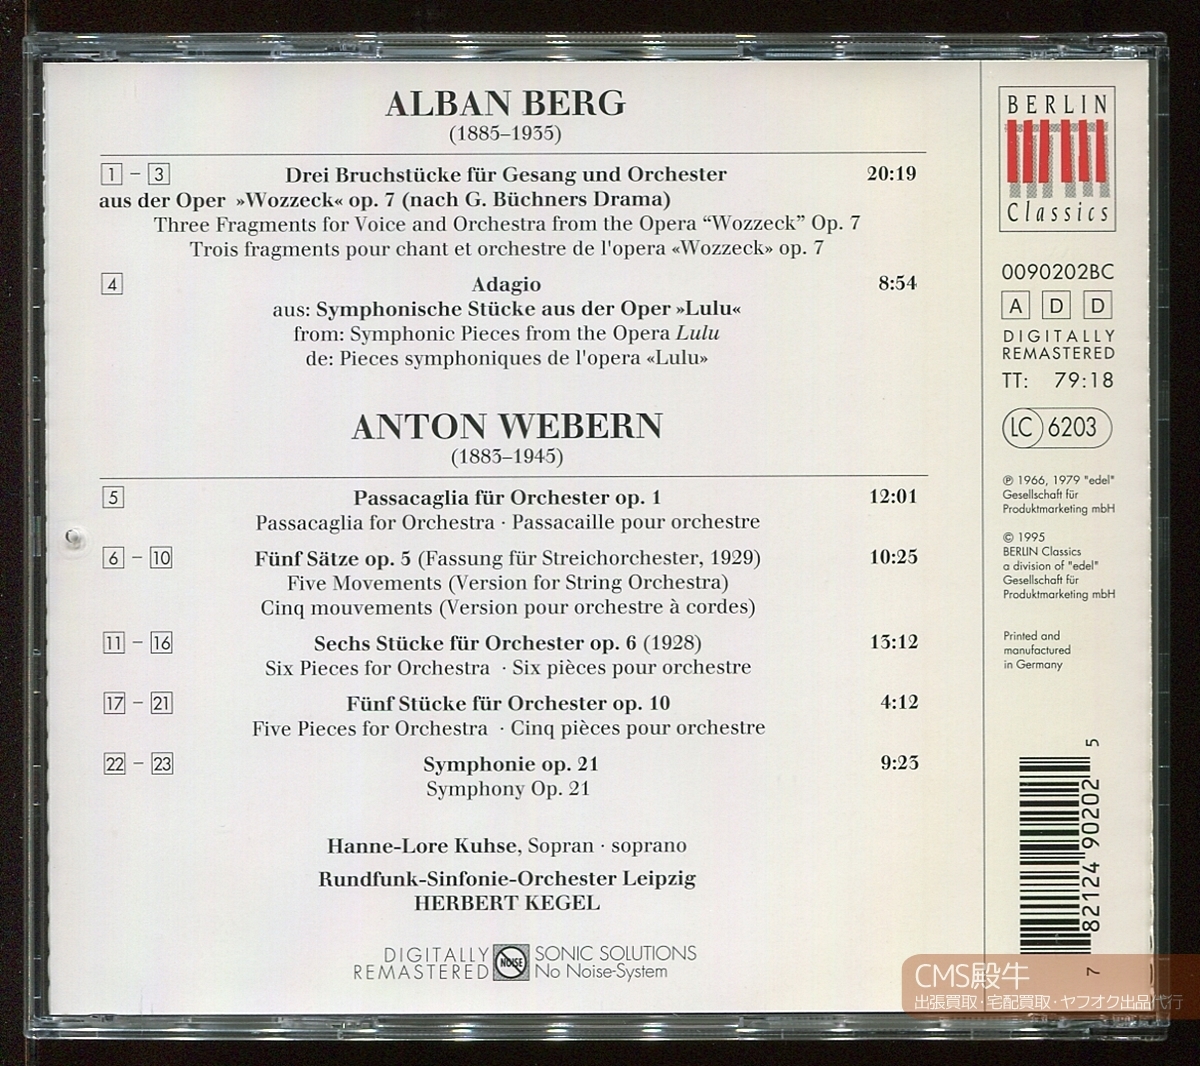 ALBAN BERG
(1885–1935)
1 – 3 Drei Bruchstücke für Gesang und Orchester 20:19
aus der Oper »Wozzeck« op. 7 (nach G. Büchners Drama)
Three Fragments for Voice and Orchestra from the Opera “Wozzeck” Op. 7
Trois fragments pour chant et orchestre de l'opera «Wozzeck» op. 7
4 Adagio 8:54
aus: Symphonische Stücke aus der Oper »Lulu«
from: Symphonic Pieces from the Opera Lulu
de: Pieces symphoniques de l'opera «Lulu»
ANTON WEBERN
(1883–1945)
5 Passacaglia für Orchester op. 1 12:01
Passacaglia for Orchestra · Passacaille pour orchestre
6 – 10 Fünf Sätze op. 5 (Fassung für Streichorchester, 1929) 10:25
Five Movements (Version for String Orchestra)
Cinq mouvements (Version pour orchestre à cordes)
11 – 16 Sechs Stücke für Orchester op. 6 (1928) 13:12
Six Pieces for Orchestra · Six pièces pour orchestre
17 – 21 Fünf Stücke für Orchester op. 10 4:12
Five Pieces for Orchestra · Cinq pièces pour orchestre
22 – 23 Symphonie op. 21 9:23
Symphony Op. 21
Hanne-Lore Kuhse, Sopran · soprano
Rundfunk-Sinfonie-Orchester Leipzig
HERBERT KEGEL
DIGITALLY REMASTERED
NOISE
SONIC SOLUTIONS
No Noise-System
BERLIN
Classics
0090202BC
A D D
DIGITALLY
REMASTERED
TT: 79:18
LC 6203
℗ 1966, 1979 "edel"
Gesellschaft für
Produktmarketing mbH
© 1995
BERLIN Classics
a division of "edel"
Gesellschaft für
Produktmarketing mbH
Printed and
manufactured
in Germany
7 82124 90202 5
CMS殿牛
出張買取·宅配買取·ヤフオク出品代行